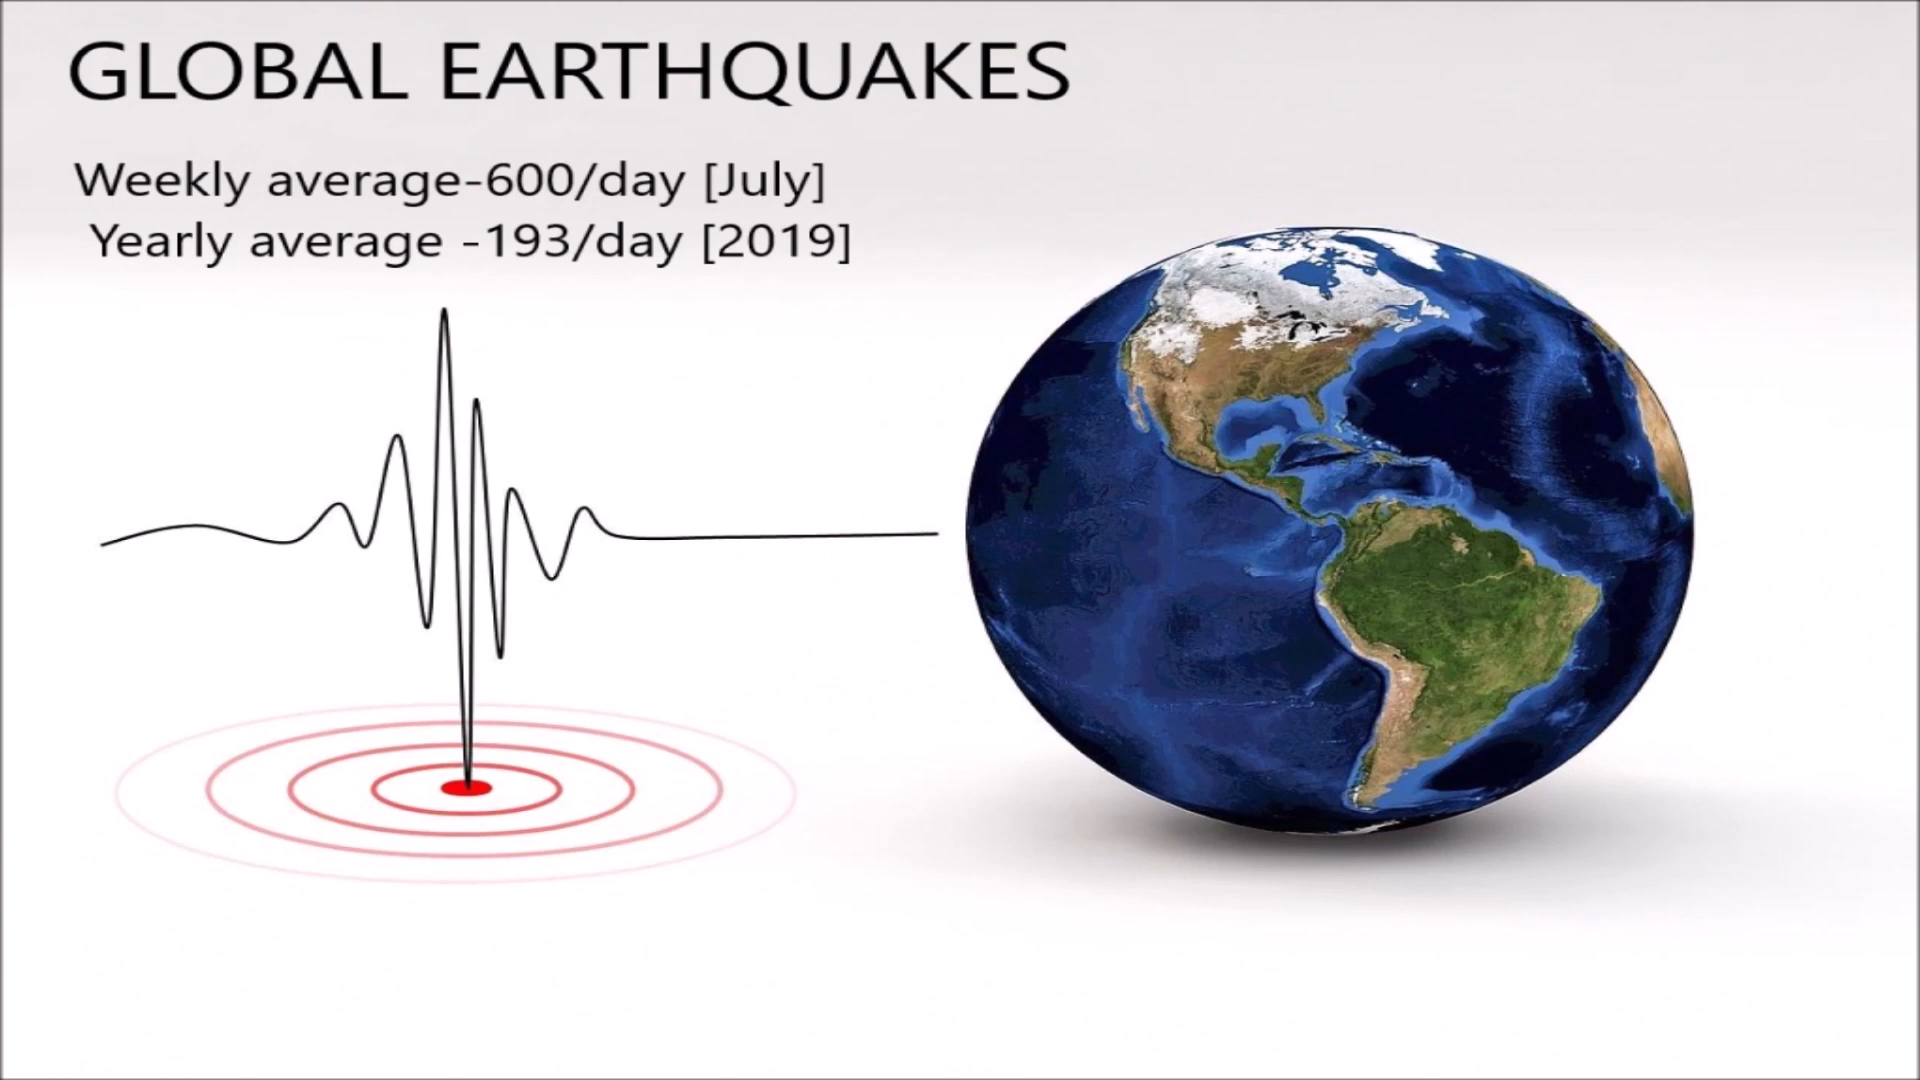 GLOBAL EARTHQUAKES
Weekly average-600/day [July]
Yearly average -193/day [2019]